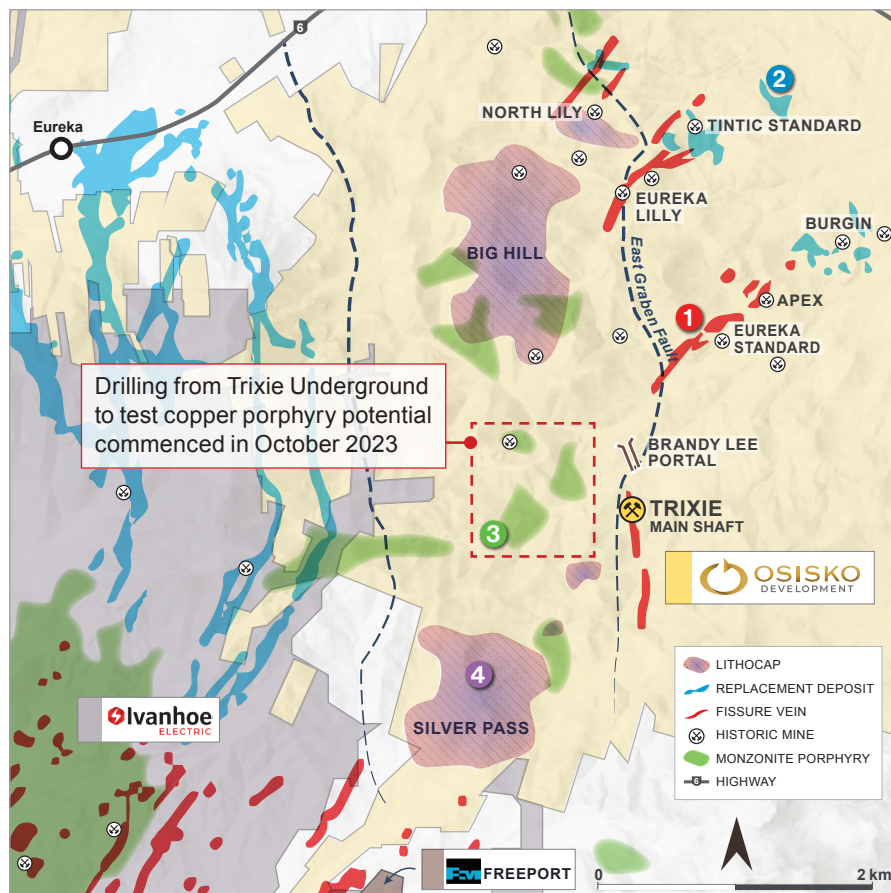 6
Eureka
NORTH LILY
2
TINTIC STANDARD
EUREKA
LILLY
BURGIN
BIG HILL
East Graben Fault
APEX
1
EUREKA
STANDARD
Drilling from Trixie Underground
to test copper porphyry potential
commenced in October 2023
BRANDY LEE
PORTAL
TRIXIE
MAIN SHAFT
3
OSISKO
DEVELOPMENT
4
SILVER PASS
Ivanhoe
ELECTRIC
LITHOCAP
REPLACEMENT DEPOSIT
FISSURE VEIN
HISTORIC MINE
MONZONITE PORPHYRY
6 HIGHWAY
FCX FREEPORT
0 2 km